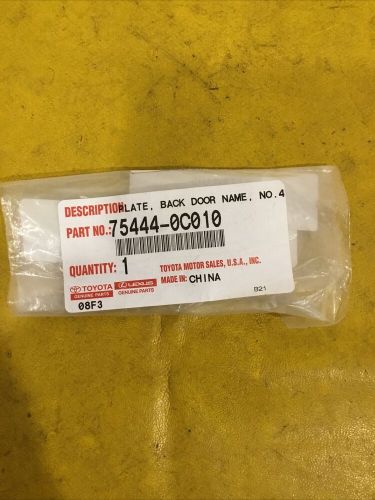 DESCRIPTION PLATE, BACK DOOR NAME, NO.4
PART NO.: 75444-0C010
QUANTITY: 1 TOYOTA MOTOR SALES, U.S.A., INC.
TOYOTA LEXUS MADE IN: CHINA
GENUINE PARTS GENUINE PARTS
08F3 B21